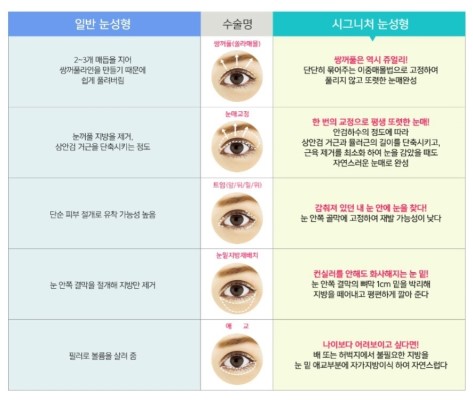 일반 눈성형
수술명
시그니처 눈성형
2~3개 매듭을 지어
쌍꺼풀라인을 만들기 때문에
쉽게 풀려버림
쌍꺼풀(쥴라매몰)
쌍꺼풀은 역시 쥬얼리!
단단히 묶어주는 이중매몰법으로 고정하여
풀리지 않고 또렷한 눈매완성
눈꺼풀 지방을 제거,
상안검 거근을 단축시키는 정도
눈매교정
한 번의 교정으로 평생 또렷한 눈매!
안검하수의 정도에 따라
상안검 거근과 뮬러근의 길이를 단축시키고,
근육 제거를 최소화 하여 눈을 감았을 때도
자연스러운 눈매로 완성
단순 피부 절개로 유착 가능성 높음
트임(앞/뒤/밑/위)
감춰져 있던 내 눈 안에 눈을 찾다!
눈 안쪽 골막에 고정하여 재발 가능성이 낮다
눈 안쪽 결막을 절개해 지방만 제거
눈밑지방재배치
컨실러를 안해도 화사해지는 눈 밑!
눈 안쪽 결막의 뼈막 1cm 밑을 박리해
지방을 떼어내고 평편하게 깔아 준다
필러로 볼륨을 살려 줌
애 교
나이보다 어려보이고 싶다면!
배 또는 허벅지에서 불필요한 지방을
눈 밑 애교부분에 자가지방이식 하여 자연스럽다